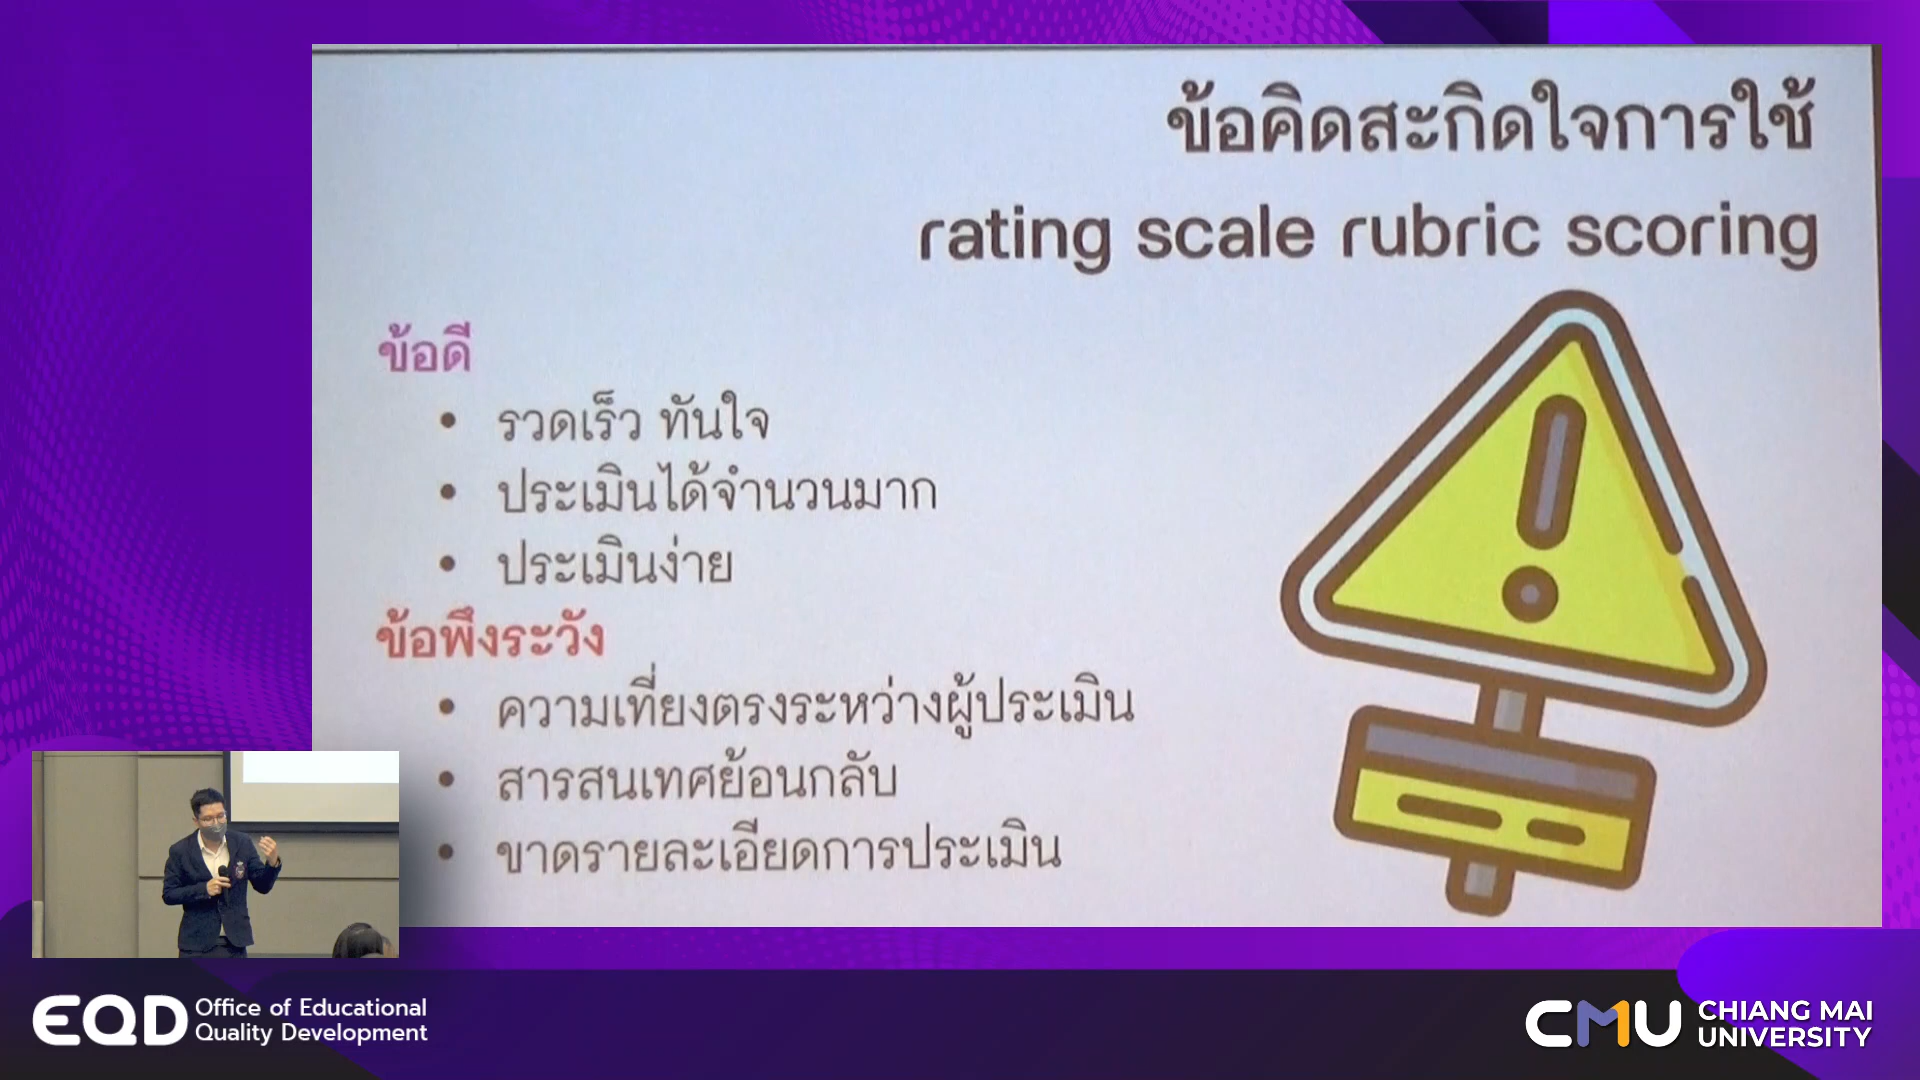 ข้อคิดสะกิดใจการใช้
rating scale rubric scoring
ข้อดี
• รวดเร็ว ทันใจ
• ประเมินได้จำนวนมาก
• ประเมินง่าย
ข้อพึงระวัง
• ความเที่ยงตรงระหว่างผู้ประเมิน
• สารสนเทศย้อนกลับ
• ขาดรายละเอียดการประเมิน
EQD Office of Educational
Quality Development
CMU CHIANG MAI
UNIVERSITY